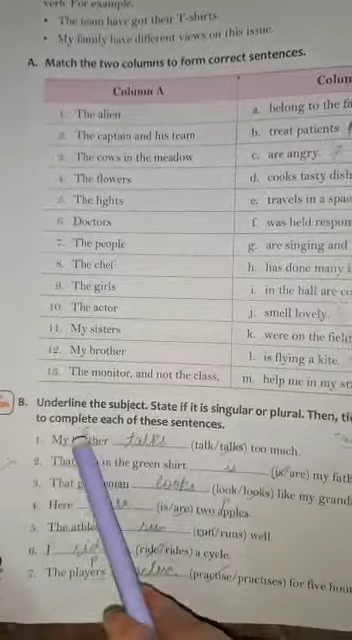 verb. For example,
• The team have got their T-shirts.
• My family have different views on this issue.
A. Match the two columns to form correct sentences.
Column A
1. The alien
a. belong to the
2. The captain and his team
b. treat patients
3. The cows in the meadow
c. are angry.
4. The flowers
d. cooks tasty
5. The lights
e. travels in a
6. Doctors
f. was held
7. The people
g. are singing and
8. The chef
h. has done many
9. The girls
i. in the hall are
10. The actor
j. smell lovely.
11. My sisters
k. were on the
12. My brother
l. is flying a kite.
13. The monitor, and not the class,
m. help me in my
B. Underline the subject. State if it is singular or plural. Then,
to complete each of these sentences.
1. My talks (talk/talks) too much.
2. in the green shirt is (is/are) my
3. That looks (look/looks) like my
4. Here (is/are) two apples.
5. The run (run/runs) well.
6. I (ride/rides) a cycle.
7. The players (practise/practises) for five